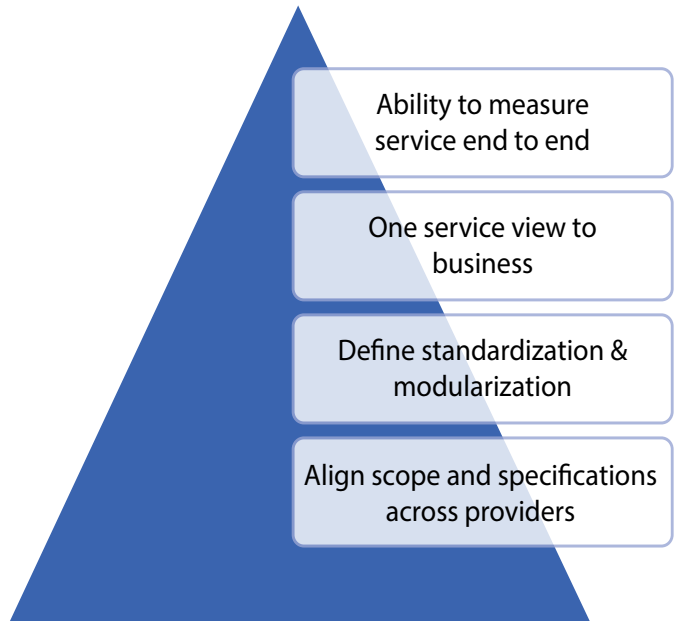 Ability to measure
service end to end
One service view to
business
Define standardization &
modularization
Align scope and specifications
across providers